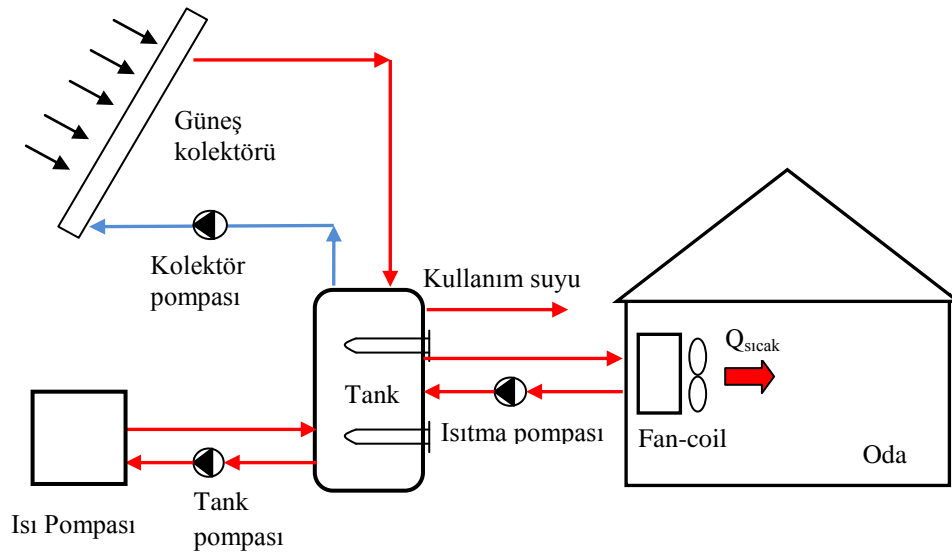 Güneş
kolektörü
Kolektör
pompası
Kullanım suyu
Qsıcak
Tank
Isıtma pompası
Fan-coil
Oda
Isı Pompası
Tank
pompası